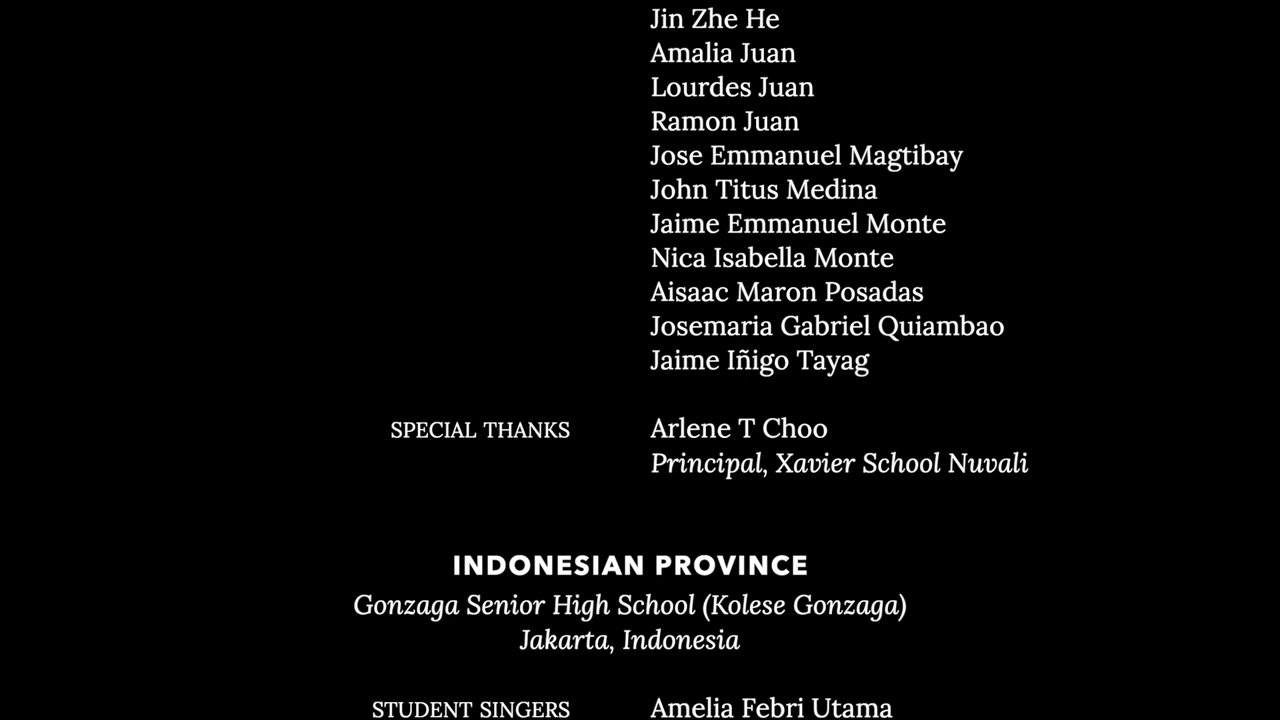 Jin Zhe He
Amalia Juan
Lourdes Juan
Ramon Juan
Jose Emmanuel Magtibay
John Titus Medina
Jaime Emmanuel Monte
Nica Isabella Monte
Aisaac Maron Posadas
Josemaria Gabriel Quiambao
Jaime Iñigo Tayag
SPECIAL THANKS Arlene T Choo
Principal, Xavier School Nuvali
INDONESIAN PROVINCE
Gonzaga Senior High School (Kolese Gonzaga)
Jakarta, Indonesia
STUDENT SINGERS Amelia Febri Utama